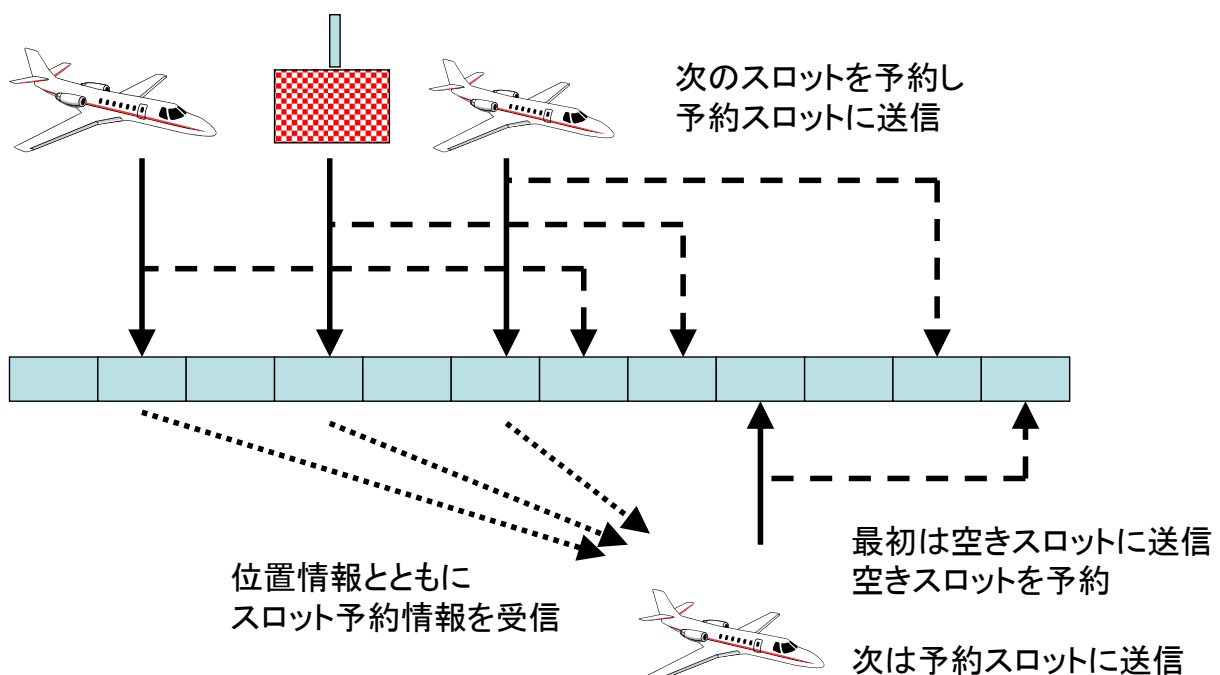 次のスロットを予約し
予約スロットに送信
位置情報とともに
スロット予約情報を受信
最初は空きスロットに送信
空きスロットを予約
次は予約スロットに送信